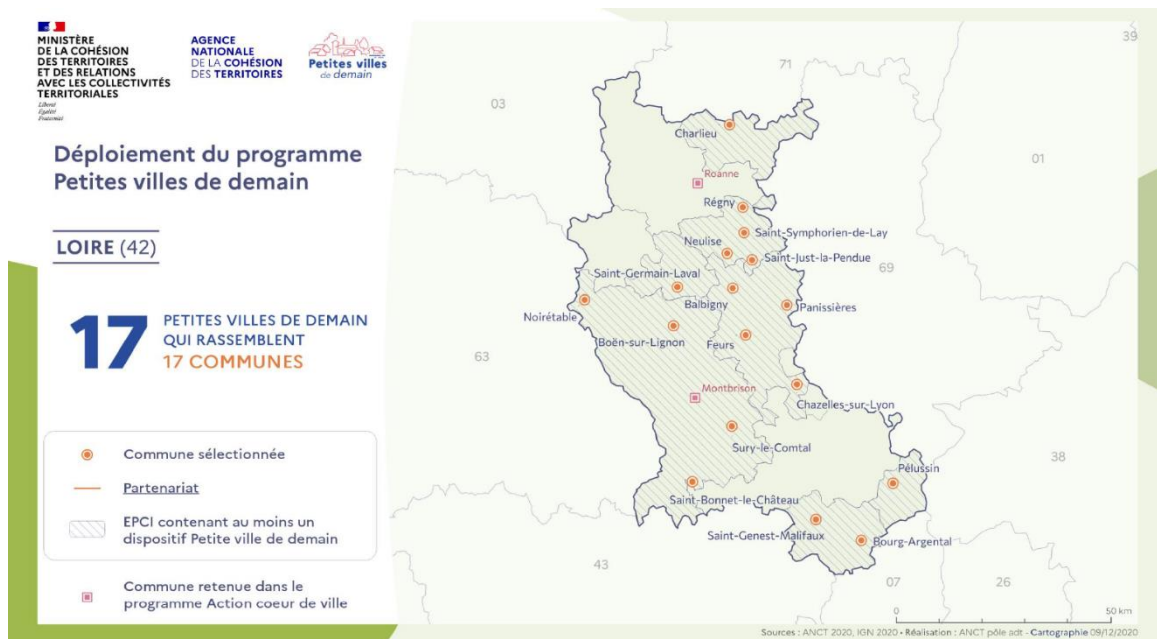 MINISTÈRE
DE LA COHÉSION
DES TERRITOIRES
ET DES RELATIONS
AVEC LES COLLECTIVITÉS
TERRITORIALES
Liberté
Égalité
Fraternité
AGENCE
NATIONALE
DE LA COHÉSION
DES TERRITOIRES
Petites villes
de demain
Déploiement du programme
Petites villes de demain
LOIRE (42)
17
PETITES VILLES DE DEMAIN
QUI RASSEMBLENT
17 COMMUNES
Commune sélectionnée
Partenariat
EPCI contenant au moins un
dispositif Petite ville de demain
Commune retenue dans le
programme Action coeur de ville
39
71
03
Charlieu
01
Roanne
Régny
Saint-Symphorien-de-Lay
Neulise
Saint-Just-la-Pendue
69
Saint-Germain-Laval
Balbigny
Panissières
Noirétable
Boën-sur-Lignon
Feurs
63
Montbrison
Chazelles-sur-Lyon
Sury-le-Comtal
38
Pélussin
Saint-Bonnet-le-Château
Saint-Genest-Malifaux
Bourg-Argental
43
07
26
0
50 km
Sources : ANCT 2020, IGN 2020 • Réalisation : ANCT pôle adt - Cartographie 09/12/2020